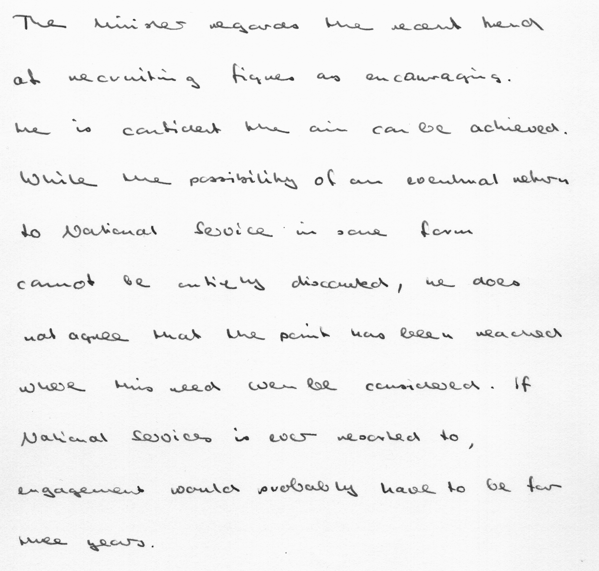 The Minister regards the recent trend
of recruiting figures as encouraging.
He is confident the aim can be achieved.
While the possibility of an eventual return
to National Service in some form
cannot be entirely discounted, he does
not agree that the point has been reached
where this need even be considered. If
National Services is ever resorted to,
engagement would probably have to be for
three years.